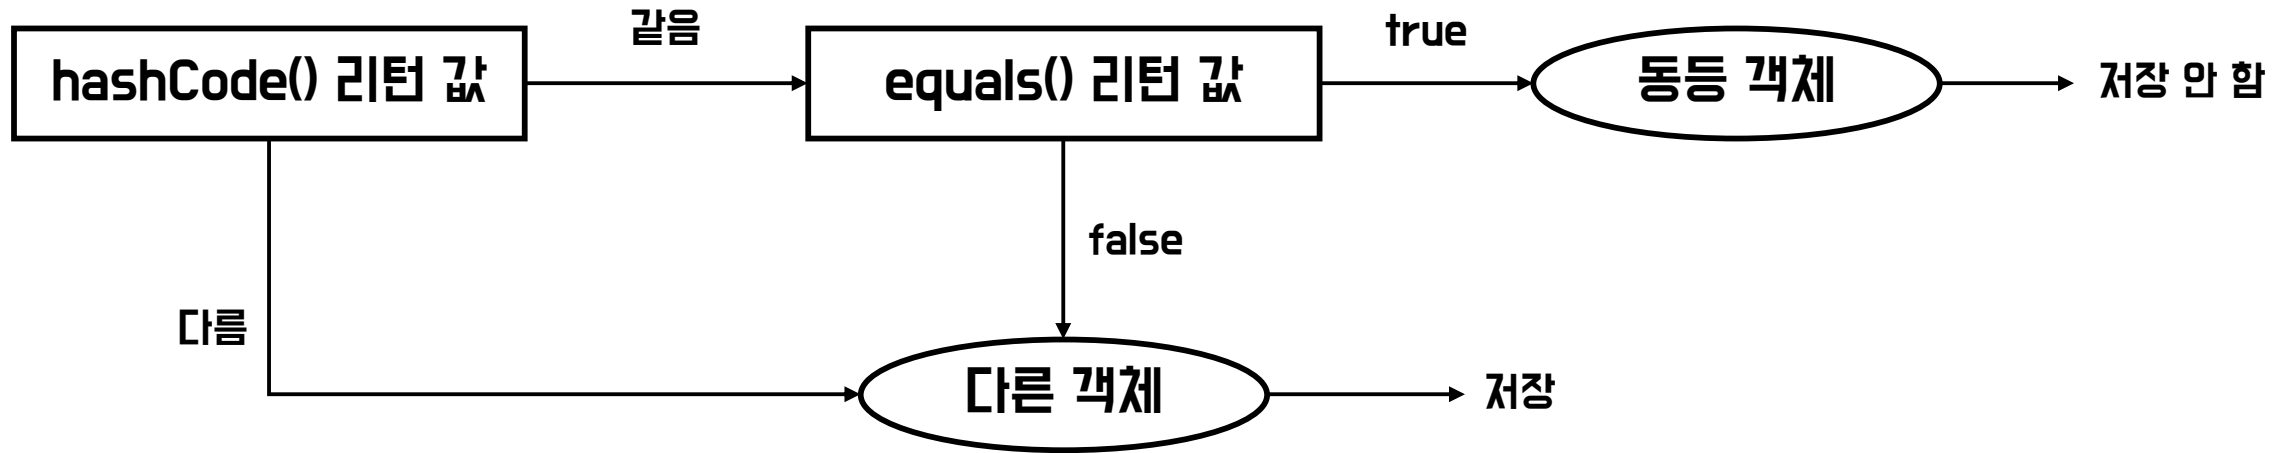 같음
true
hashCode() 리턴 값
equals() 리턴 값
동등 객체
저장 안 함
false
다름
다른 객체
저장